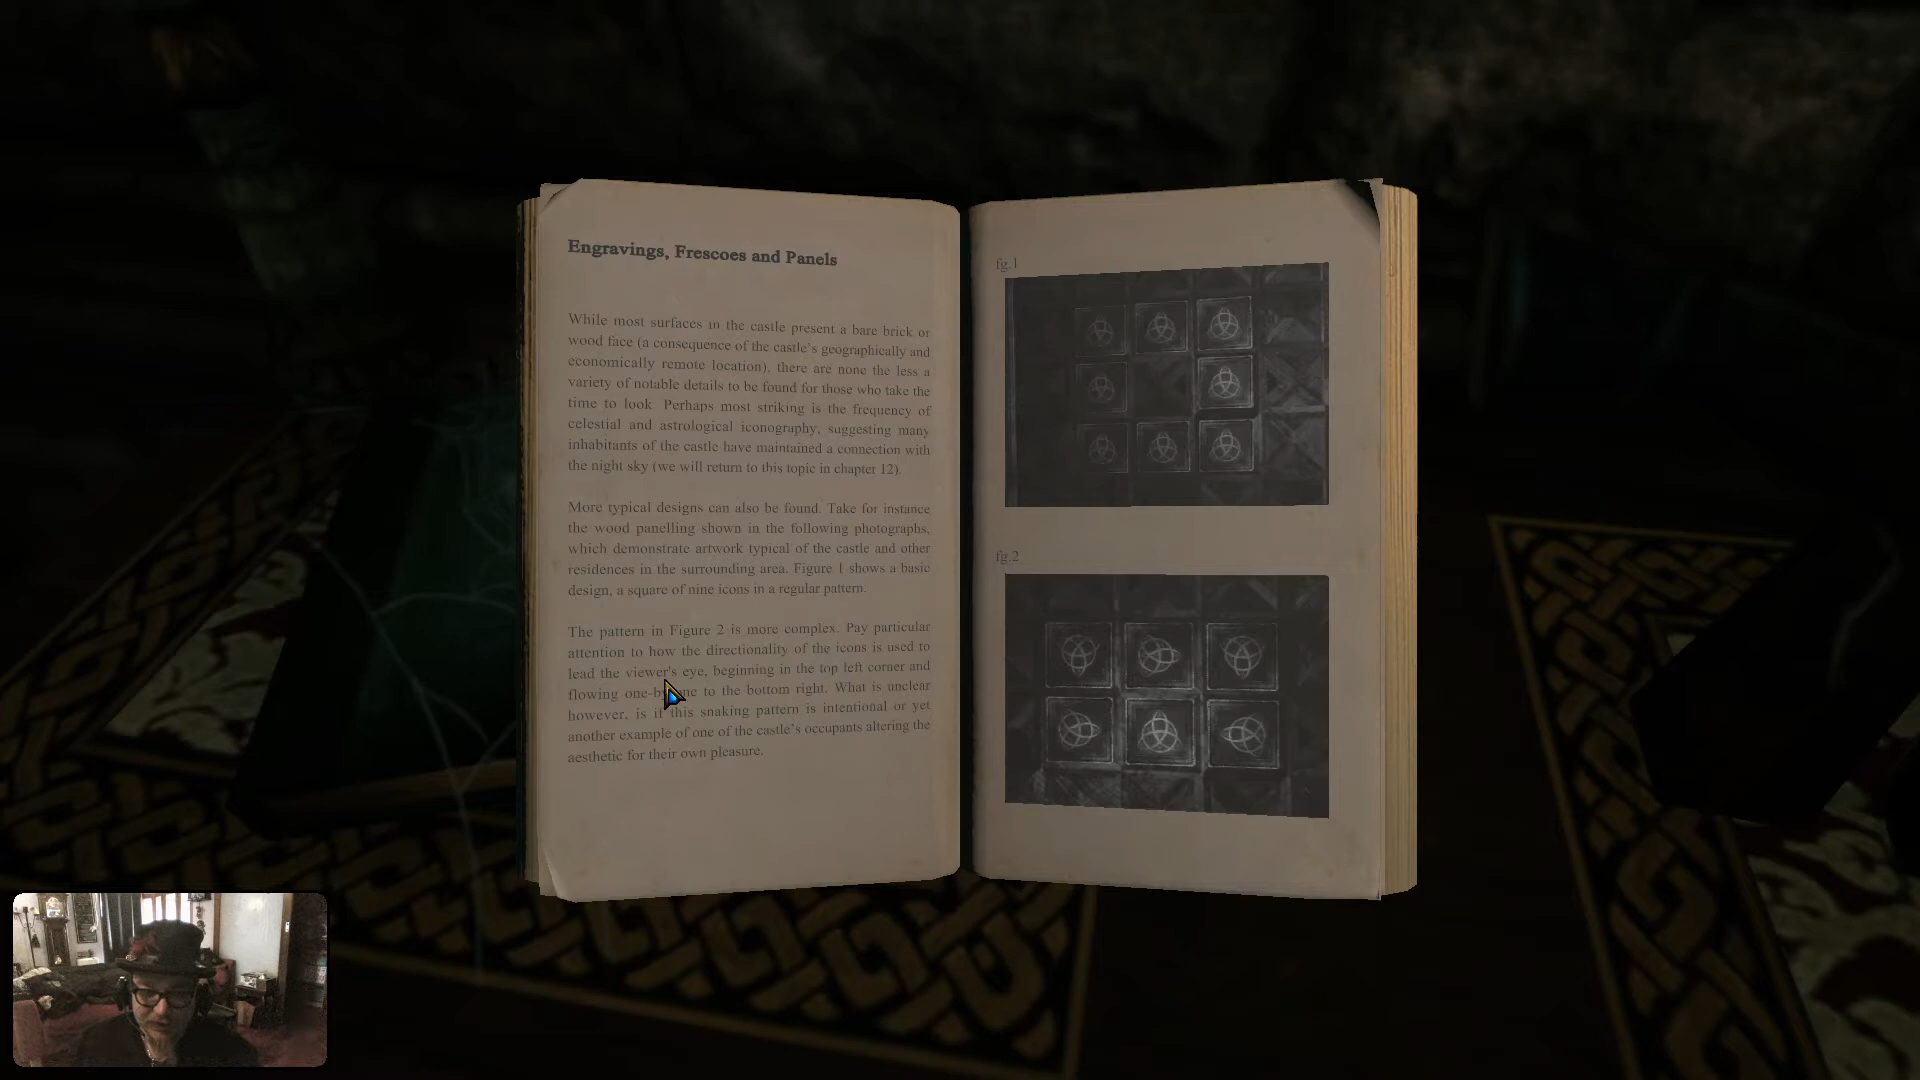 Engravings, Frescoes and Panels
While most surfaces in the castle present a bare brick or
wood face (a consequence of the castle's geographically and
economically remote location), there are none the less a
variety of notable details to be found for those who take the
time to look Perhaps most striking is the frequency of
celestial and astrological iconography, suggesting many
inhabitants of the castle have maintained a connection with
the night sky (we will return to this topic in chapter 12).
More typical designs can also be found. Take for instance
the wood panelling shown in the following photographs,
which demonstrate artwork typical of the castle and other
residences in the surrounding area. Figure 1 shows a basic
design, a square of nine icons in a regular pattern.
The pattern in Figure 2 is more complex. Pay particular
attention to how the directionality of the icons is used to
lead the viewer's eye, beginning in the top left corner and
flowing to the bottom right. What is unclear
however, is if this snaking pattern is intentional or yet
another example of one of the castle's occupants altering the
aesthetic for their own pleasure.
fg.1
fg.2